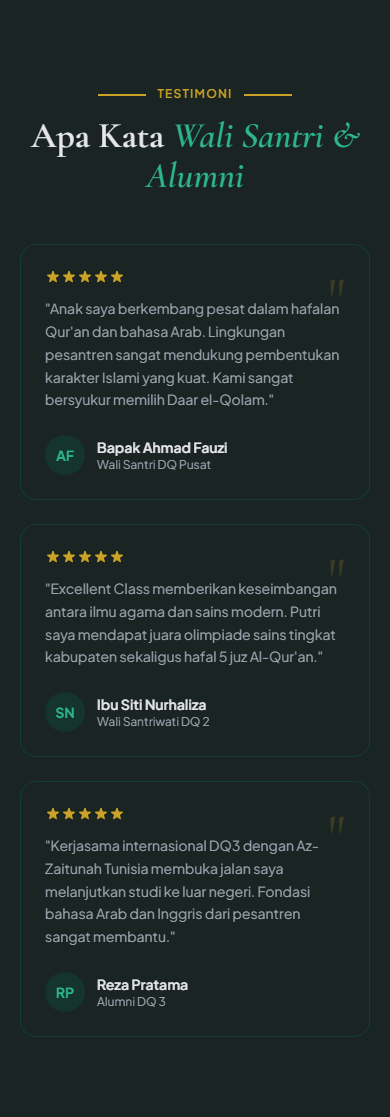 TESTIMONI
Apa Kata Wali Santri &
Alumni
"
"Anak saya berkembang pesat dalam hafalan
Qur'an dan bahasa Arab. Lingkungan
pesantren sangat mendukung pembentukan
karakter Islami yang kuat. Kami sangat
bersyukur memilih Daar el-Qolam."
AF
Bapak Ahmad Fauzi
Wali Santri DQ Pusat
"
"Excellent Class memberikan keseimbangan
antara ilmu agama dan sains modern. Putri
saya mendapat juara olimpiade sains tingkat
kabupaten sekaligus hafal 5 juz Al-Qur'an."
SN
Ibu Siti Nurhaliza
Wali Santriwati DQ 2
"
"Kerjasama internasional DQ3 dengan Az-
Zaitunah Tunisia membuka jalan saya
melanjutkan studi ke luar negeri. Fondasi
bahasa Arab dan Inggris dari pesantren
sangat membantu."
RP
Reza Pratama
Alumni DQ 3